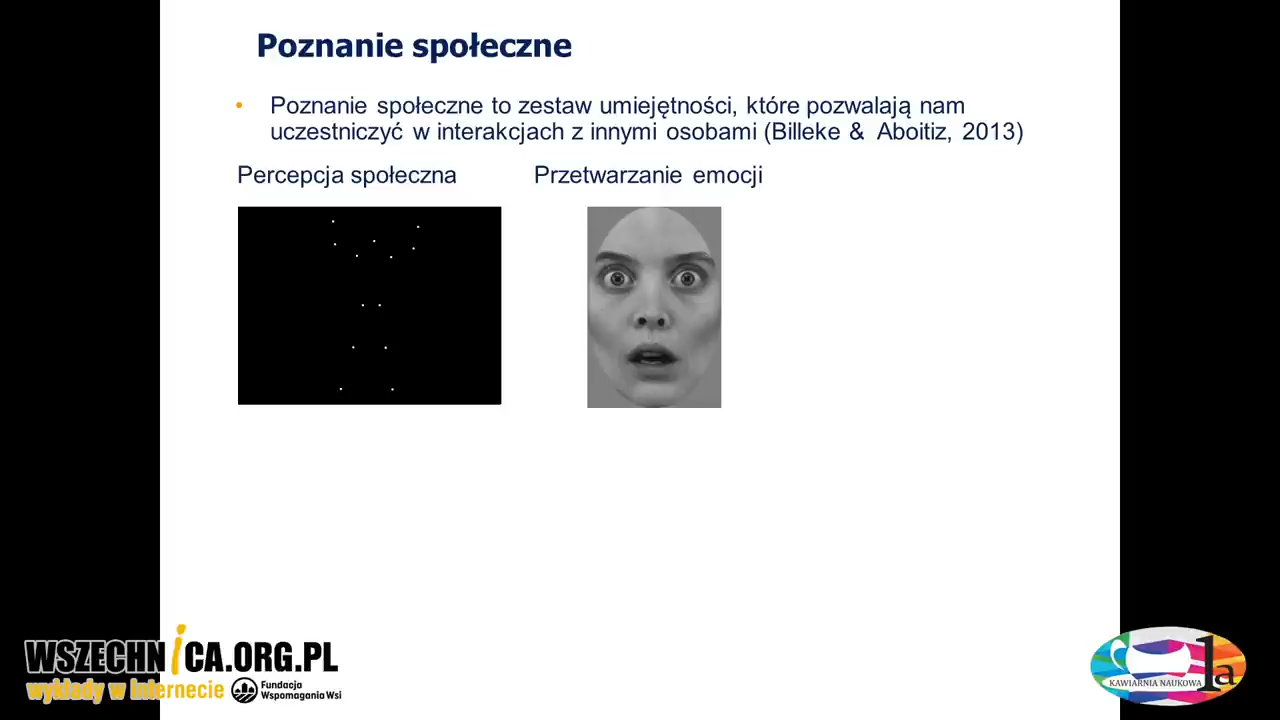 Poznanie społeczne
• Poznanie społeczne to zestaw umiejętności, które pozwalają nam
uczestniczyć w interakcjach z innymi osobami (Billeke & Aboitiz, 2013)
Percepcja społeczna
Przetwarzanie emocji
WSZECHNICA.ORG.PL
wykłady w internecie
Fundacja
Wspomagania Wsi
KAWIARNIA NAUKOWA
1a